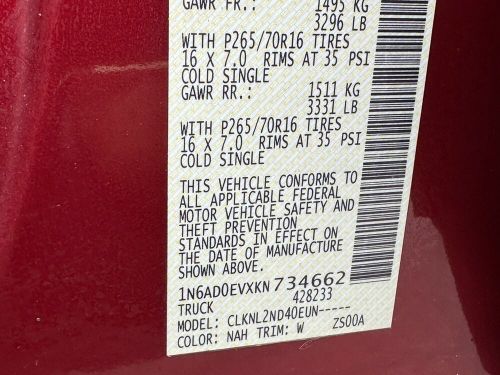 GAWR FR.: 1495 KG
3296 LB
WITH P265/70R16 TIRES
16 X 7.0 RIMS AT 35 PSI
COLD SINGLE
GAWR RR.: 1511 KG
3331 LB
WITH P265/70R16 TIRES
16 X 7.0 RIMS AT 35 PSI
COLD SINGLE
THIS VEHICLE CONFORMS TO
ALL APPLICABLE FEDERAL
MOTOR VEHICLE SAFETY AND
THEFT PREVENTION
STANDARDS IN EFFECT ON
THE DATE OF MANUFACTURE
SHOWN ABOVE.
1N6AD0EVXKN734662
428233
MODEL: CLKNL2ND40EUN-----
COLOR: NAH TRIM: W ZS00A